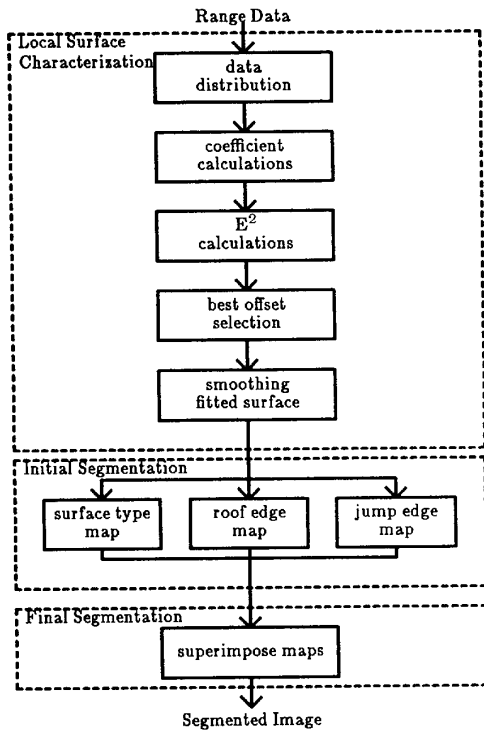 Range Data
Local Surface
Characterization
data
distribution
coefficient
calculations
E²
calculations
best offset
selection
smoothing
fitted surface
Initial Segmentation
surface type
map
roof edge
map
jump edge
map
Final Segmentation
superimpose maps
Segmented Image